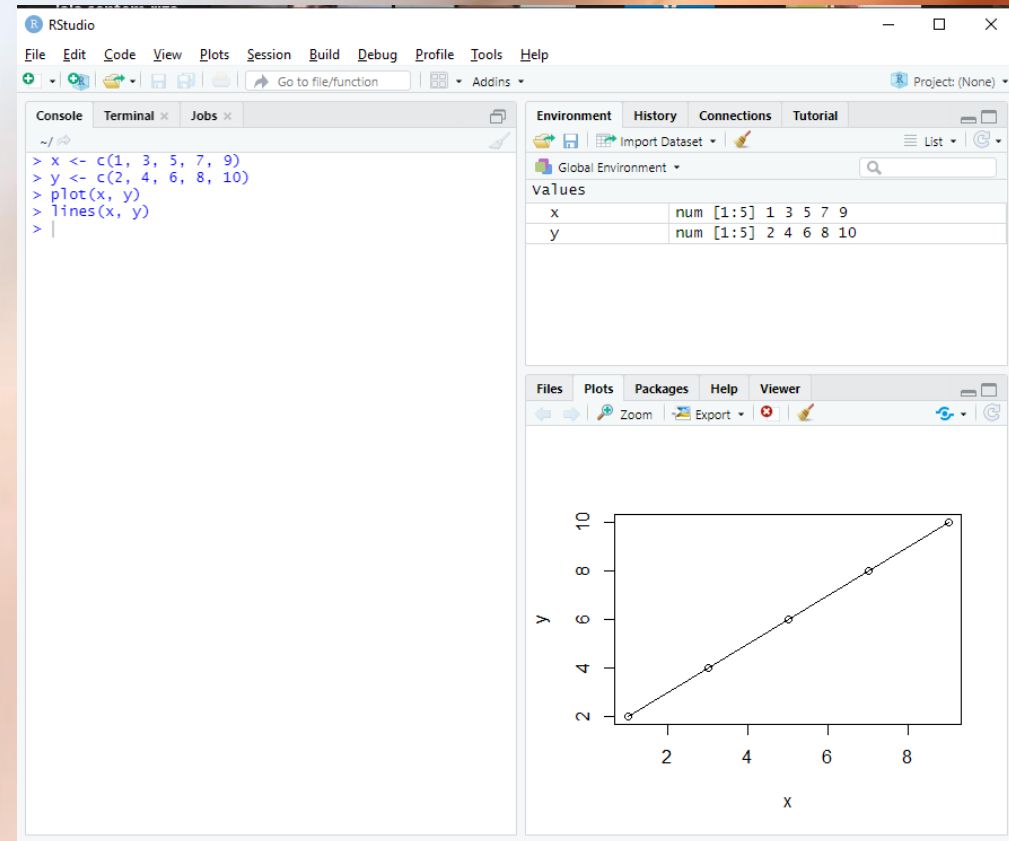 RStudio
File Edit Code View Plots Session Build Debug Profile Tools Help
Go to file/function Addins Project: (None)
Console Terminal Jobs
~/
> x <- c(1, 3, 5, 7, 9)
> y <- c(2, 4, 6, 8, 10)
> plot(x, y)
> lines(x, y)
>
Environment History Connections Tutorial
Import Dataset List
Global Environment
Values
x num [1:5] 1 3 5 7 9
y num [1:5] 2 4 6 8 10
Files Plots Packages Help Viewer
Zoom Export
10
8
6
4
2
y
2 4 6 8
x